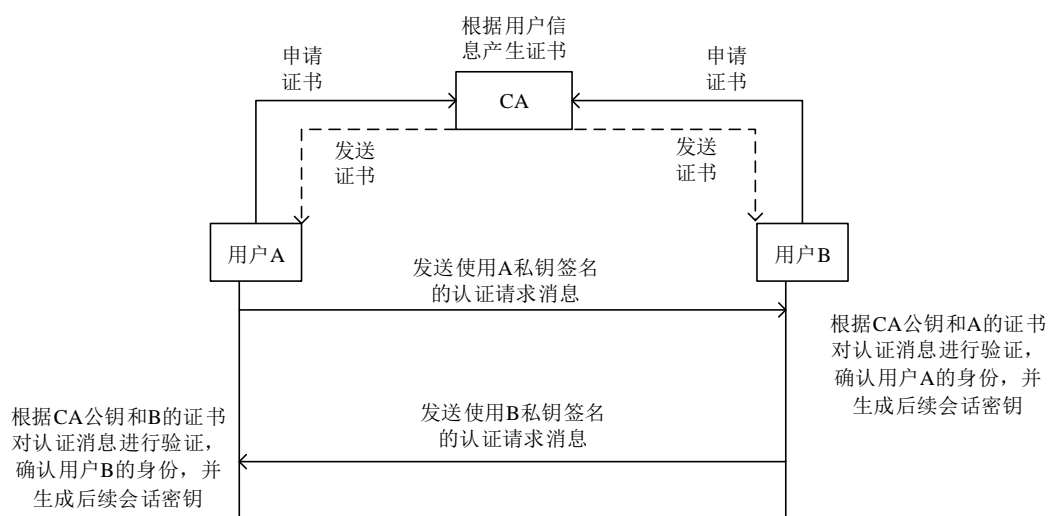 根据用户信
息产生证书
申请
证书
申请
证书
CA
发送
证书
发送
证书
用户A
用户B
发送使用A私钥签名
的认证请求消息
根据CA公钥和A的证书
对认证消息进行验证，
确认用户A的身份，并
生成后续会话密钥
发送使用B私钥签名
的认证请求消息
根据CA公钥和B的证书
对认证消息进行验证，
确认用户B的身份，并
生成后续会话密钥